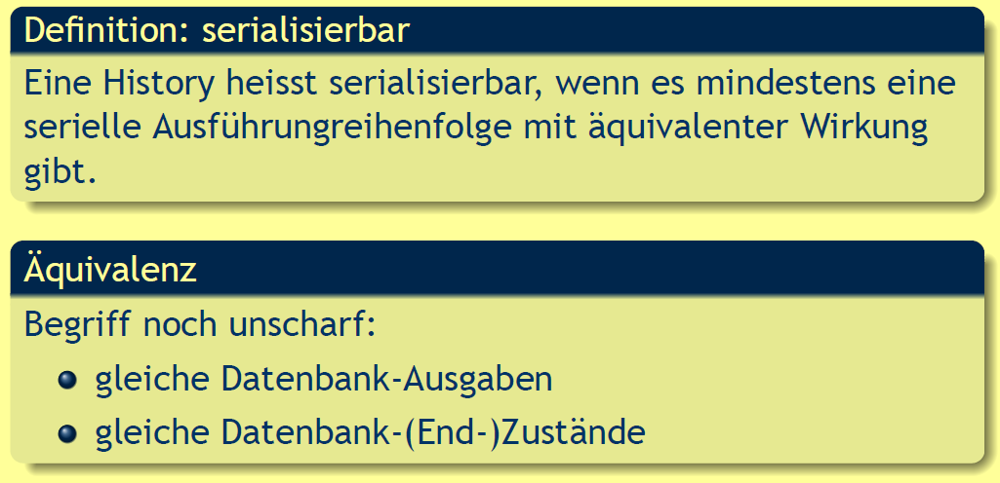 Definition: serialisierbar
Eine History heisst serialisierbar, wenn es mindestens eine
serielle Ausführungreihenfolge mit äquivalenter Wirkung
gibt.
Äquivalenz
Begriff noch unscharf:
gleiche Datenbank-Ausgaben
gleiche Datenbank-(End-)Zustände